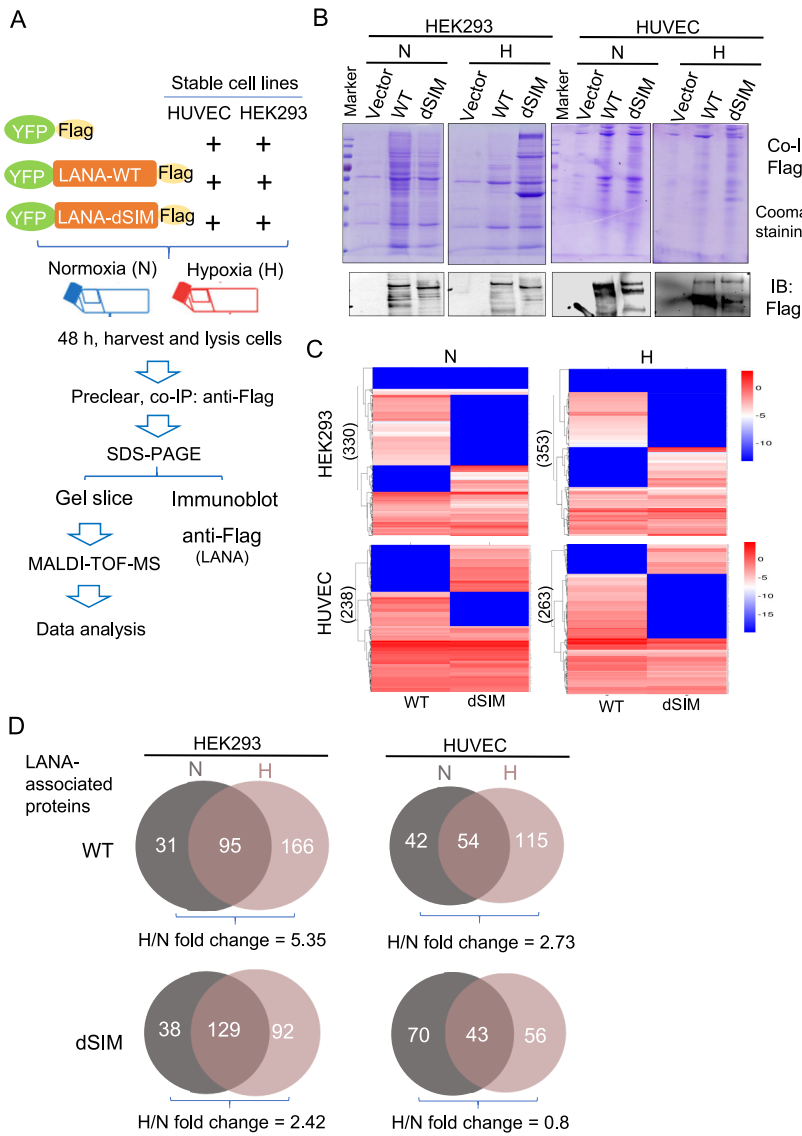 A
Stable cell lines
HUVEC HEK293
YFP Flag + +
YFP LANA-WT Flag + +
YFP LANA-dSIM Flag + +
Normoxia (N) Hypoxia (H)
48 h, harvest and lysis cells
Preclear, co-IP: anti-Flag
SDS-PAGE
Gel slice Immunoblot
anti-Flag
(LANA)
MALDI-TOF-MS
Data analysis
B
HEK293 HUVEC
N H N H
Marker Vector WT dSIM Vector WT dSIM Marker Vector WT dSIM Vector WT dSIM
Co-I
Flag
Cooma
stainin
IB:
Flag
C
N H
HEK293
(330) (353)
0
-5
-10
HUVEC
(238) (263)
0
-5
-10
-15
WT dSIM WT dSIM
D
HEK293 HUVEC
LANA-
associated
proteins
N H N H
WT 31 95 166 42 54 115
H/N fold change = 5.35 H/N fold change = 2.73
dSIM 38 129 92 70 43 56
H/N fold change = 2.42 H/N fold change = 0.8